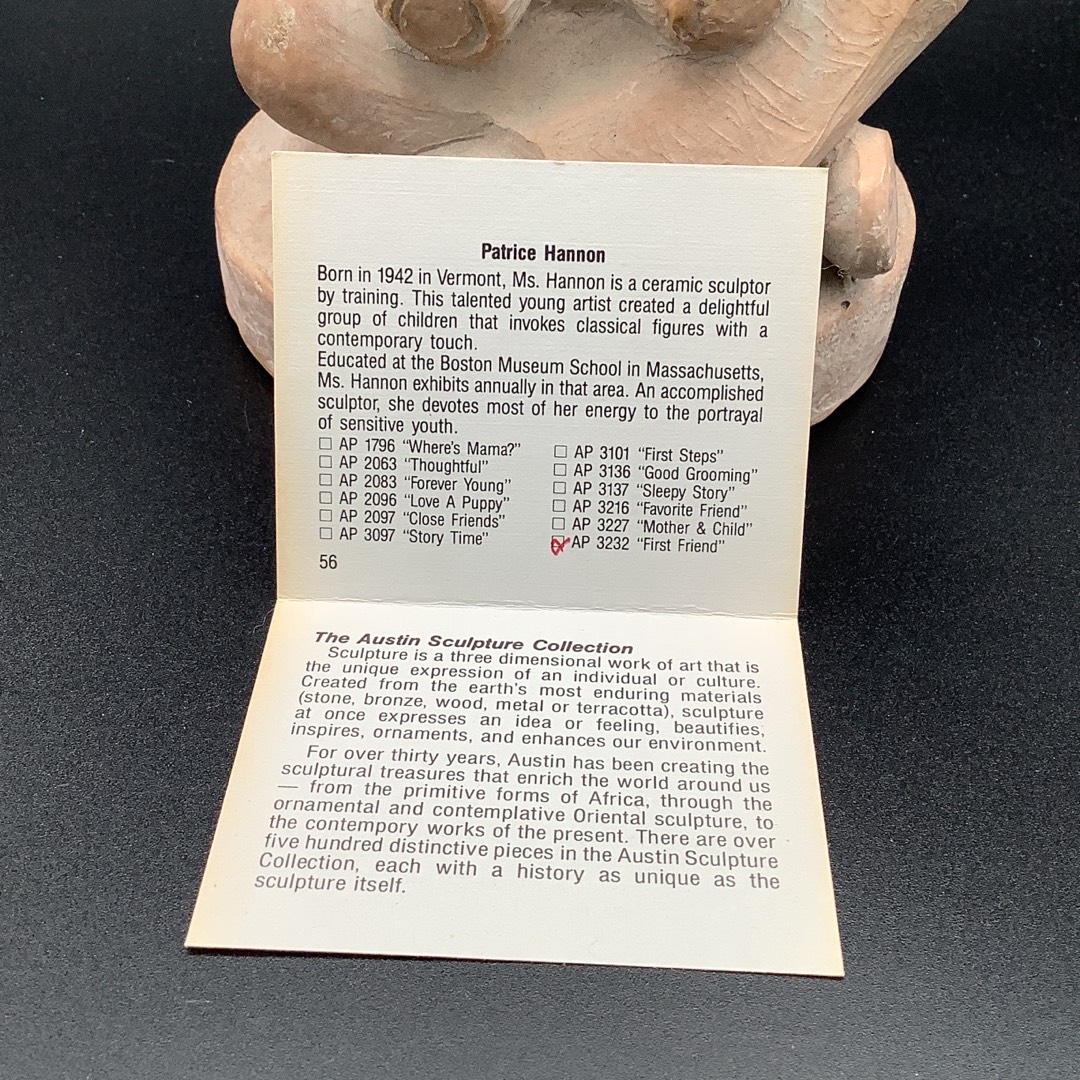 Patrice Hannon
Born in 1942 in Vermont, Ms. Hannon is a ceramic sculptor
by training. This talented young artist created a delightful
group of children that invokes classical figures with a
contemporary touch.
Educated at the Boston Museum School in Massachusetts,
Ms. Hannon exhibits annually in that area. An accomplished
sculptor, she devotes most of her energy to the portrayal
of sensitive youth.
☐ AP 1796 “Where's Mama?”
☐ AP 2063 “Thoughtful”
☐ AP 2083 “Forever Young”
☐ AP 2096 “Love A Puppy”
☐ AP 2097 “Close Friends”
☐ AP 3097 “Story Time”
☐ AP 3101 “First Steps”
☐ AP 3136 “Good Grooming”
☐ AP 3137 “Sleepy Story”
☐ AP 3216 “Favorite Friend”
☐ AP 3227 “Mother & Child”
☑ AP 3232 “First Friend”
56
The Austin Sculpture Collection
Sculpture is a three dimensional work of art that is
the unique expression of an individual or culture.
Created from the earth's most enduring materials
(stone, bronze, wood, metal or terracotta), sculpture
at once expresses an idea or feeling, beautifies,
inspires, ornaments, and enhances our environment.
For over thirty years, Austin has been creating the
sculptural treasures that enrich the world around us
— from the primitive forms of Africa, through the
ornamental and contemplative Oriental sculpture, to
the contempory works of the present. There are over
five hundred distinctive pieces in the Austin Sculpture
Collection, each with a history as unique as the
sculpture itself.